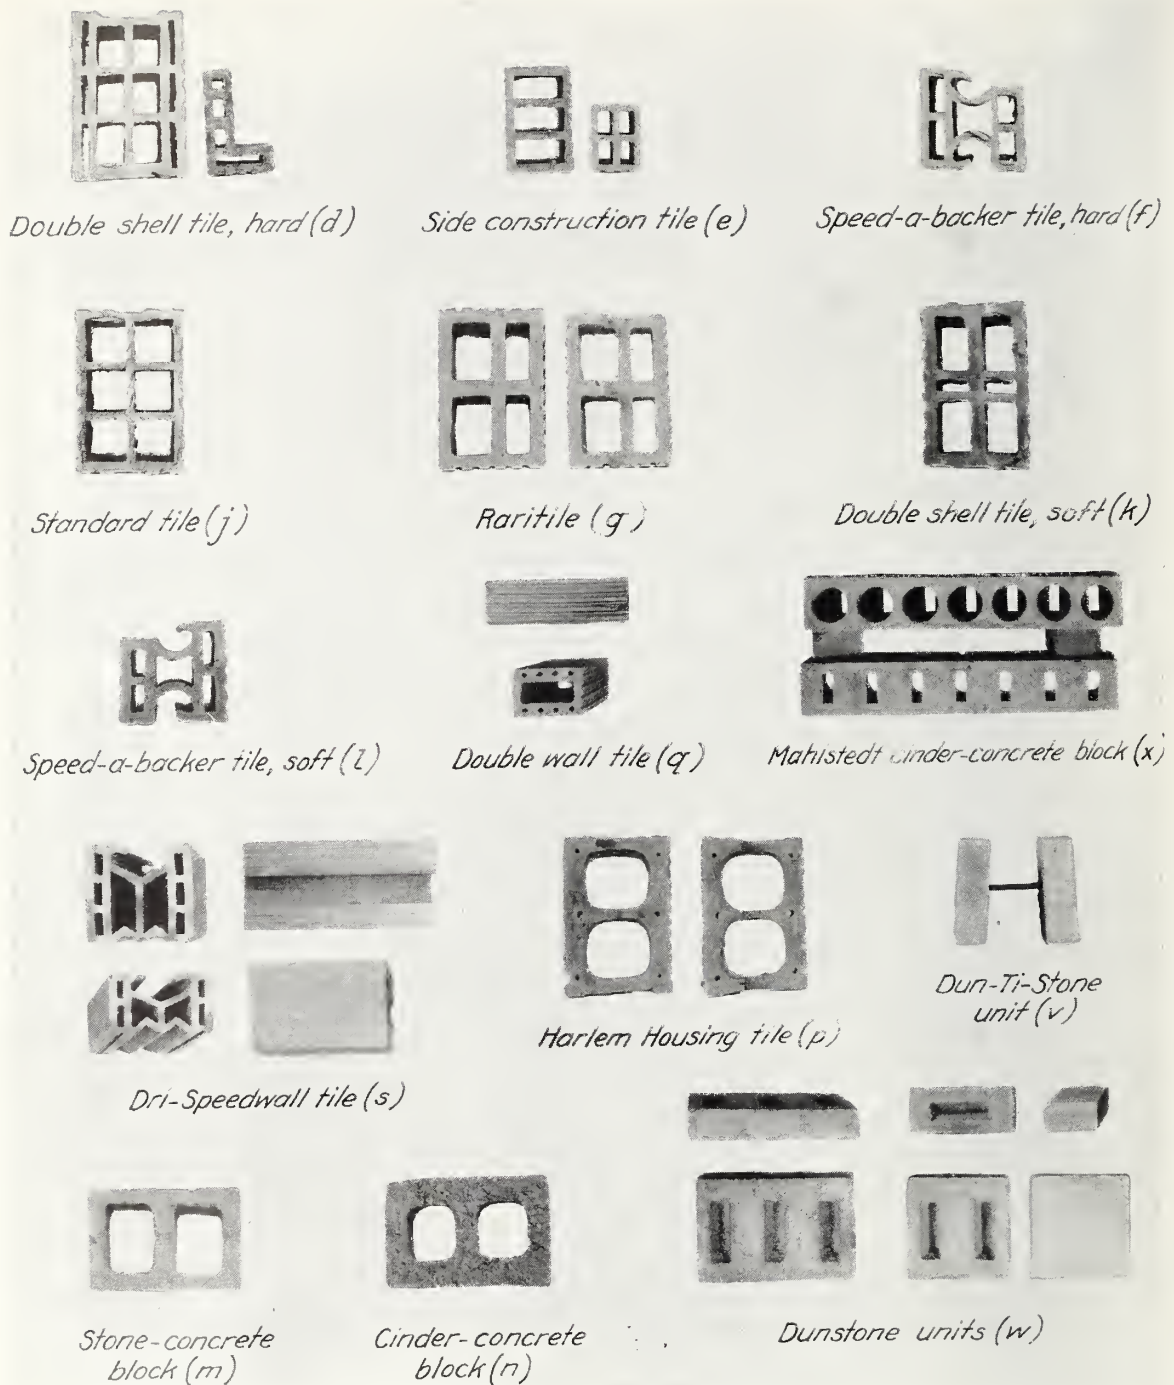 Double shell tile, hard (d)
Side construction tile (e)
Speed-a-backer tile, hard (f)
Standard tile (j)
Raritile (g)
Double shell tile, soft (k)
Speed-a-backer tile, soft (l)
Double wall tile (q)
Mahlstedt cinder-concrete block (x)
Dri-Speedwall tile (s)
Harlem Housing tile (p)
Dun-Ti-Stone
unit (v)
Stone-concrete
block (m)
Cinder-concrete
block (n)
Dunstone units (w)